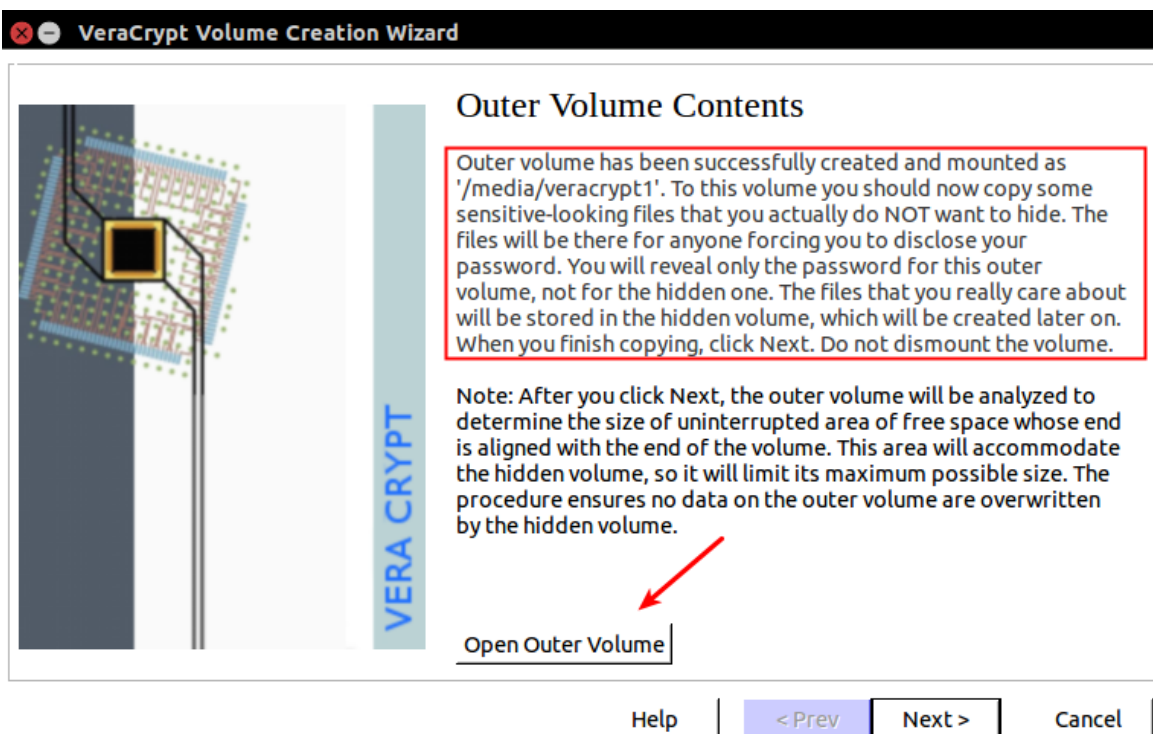 VeraCrypt Volume Creation Wizard
Outer Volume Contents
Outer volume has been successfully created and mounted as
'/media/veracrypt1'. To this volume you should now copy some
sensitive-looking files that you actually do NOT want to hide. The
files will be there for anyone forcing you to disclose your
password. You will reveal only the password for this outer
volume, not for the hidden one. The files that you really care about
will be stored in the hidden volume, which will be created later on.
When you finish copying, click Next. Do not dismount the volume.
Note: After you click Next, the outer volume will be analyzed to
determine the size of uninterrupted area of free space whose end
is aligned with the end of the volume. This area will accommodate
the hidden volume, so it will limit its maximum possible size. The
procedure ensures no data on the outer volume are overwritten
by the hidden volume.
VERA CRYPT
Open Outer Volume
Help
< Prev
Next >
Cancel